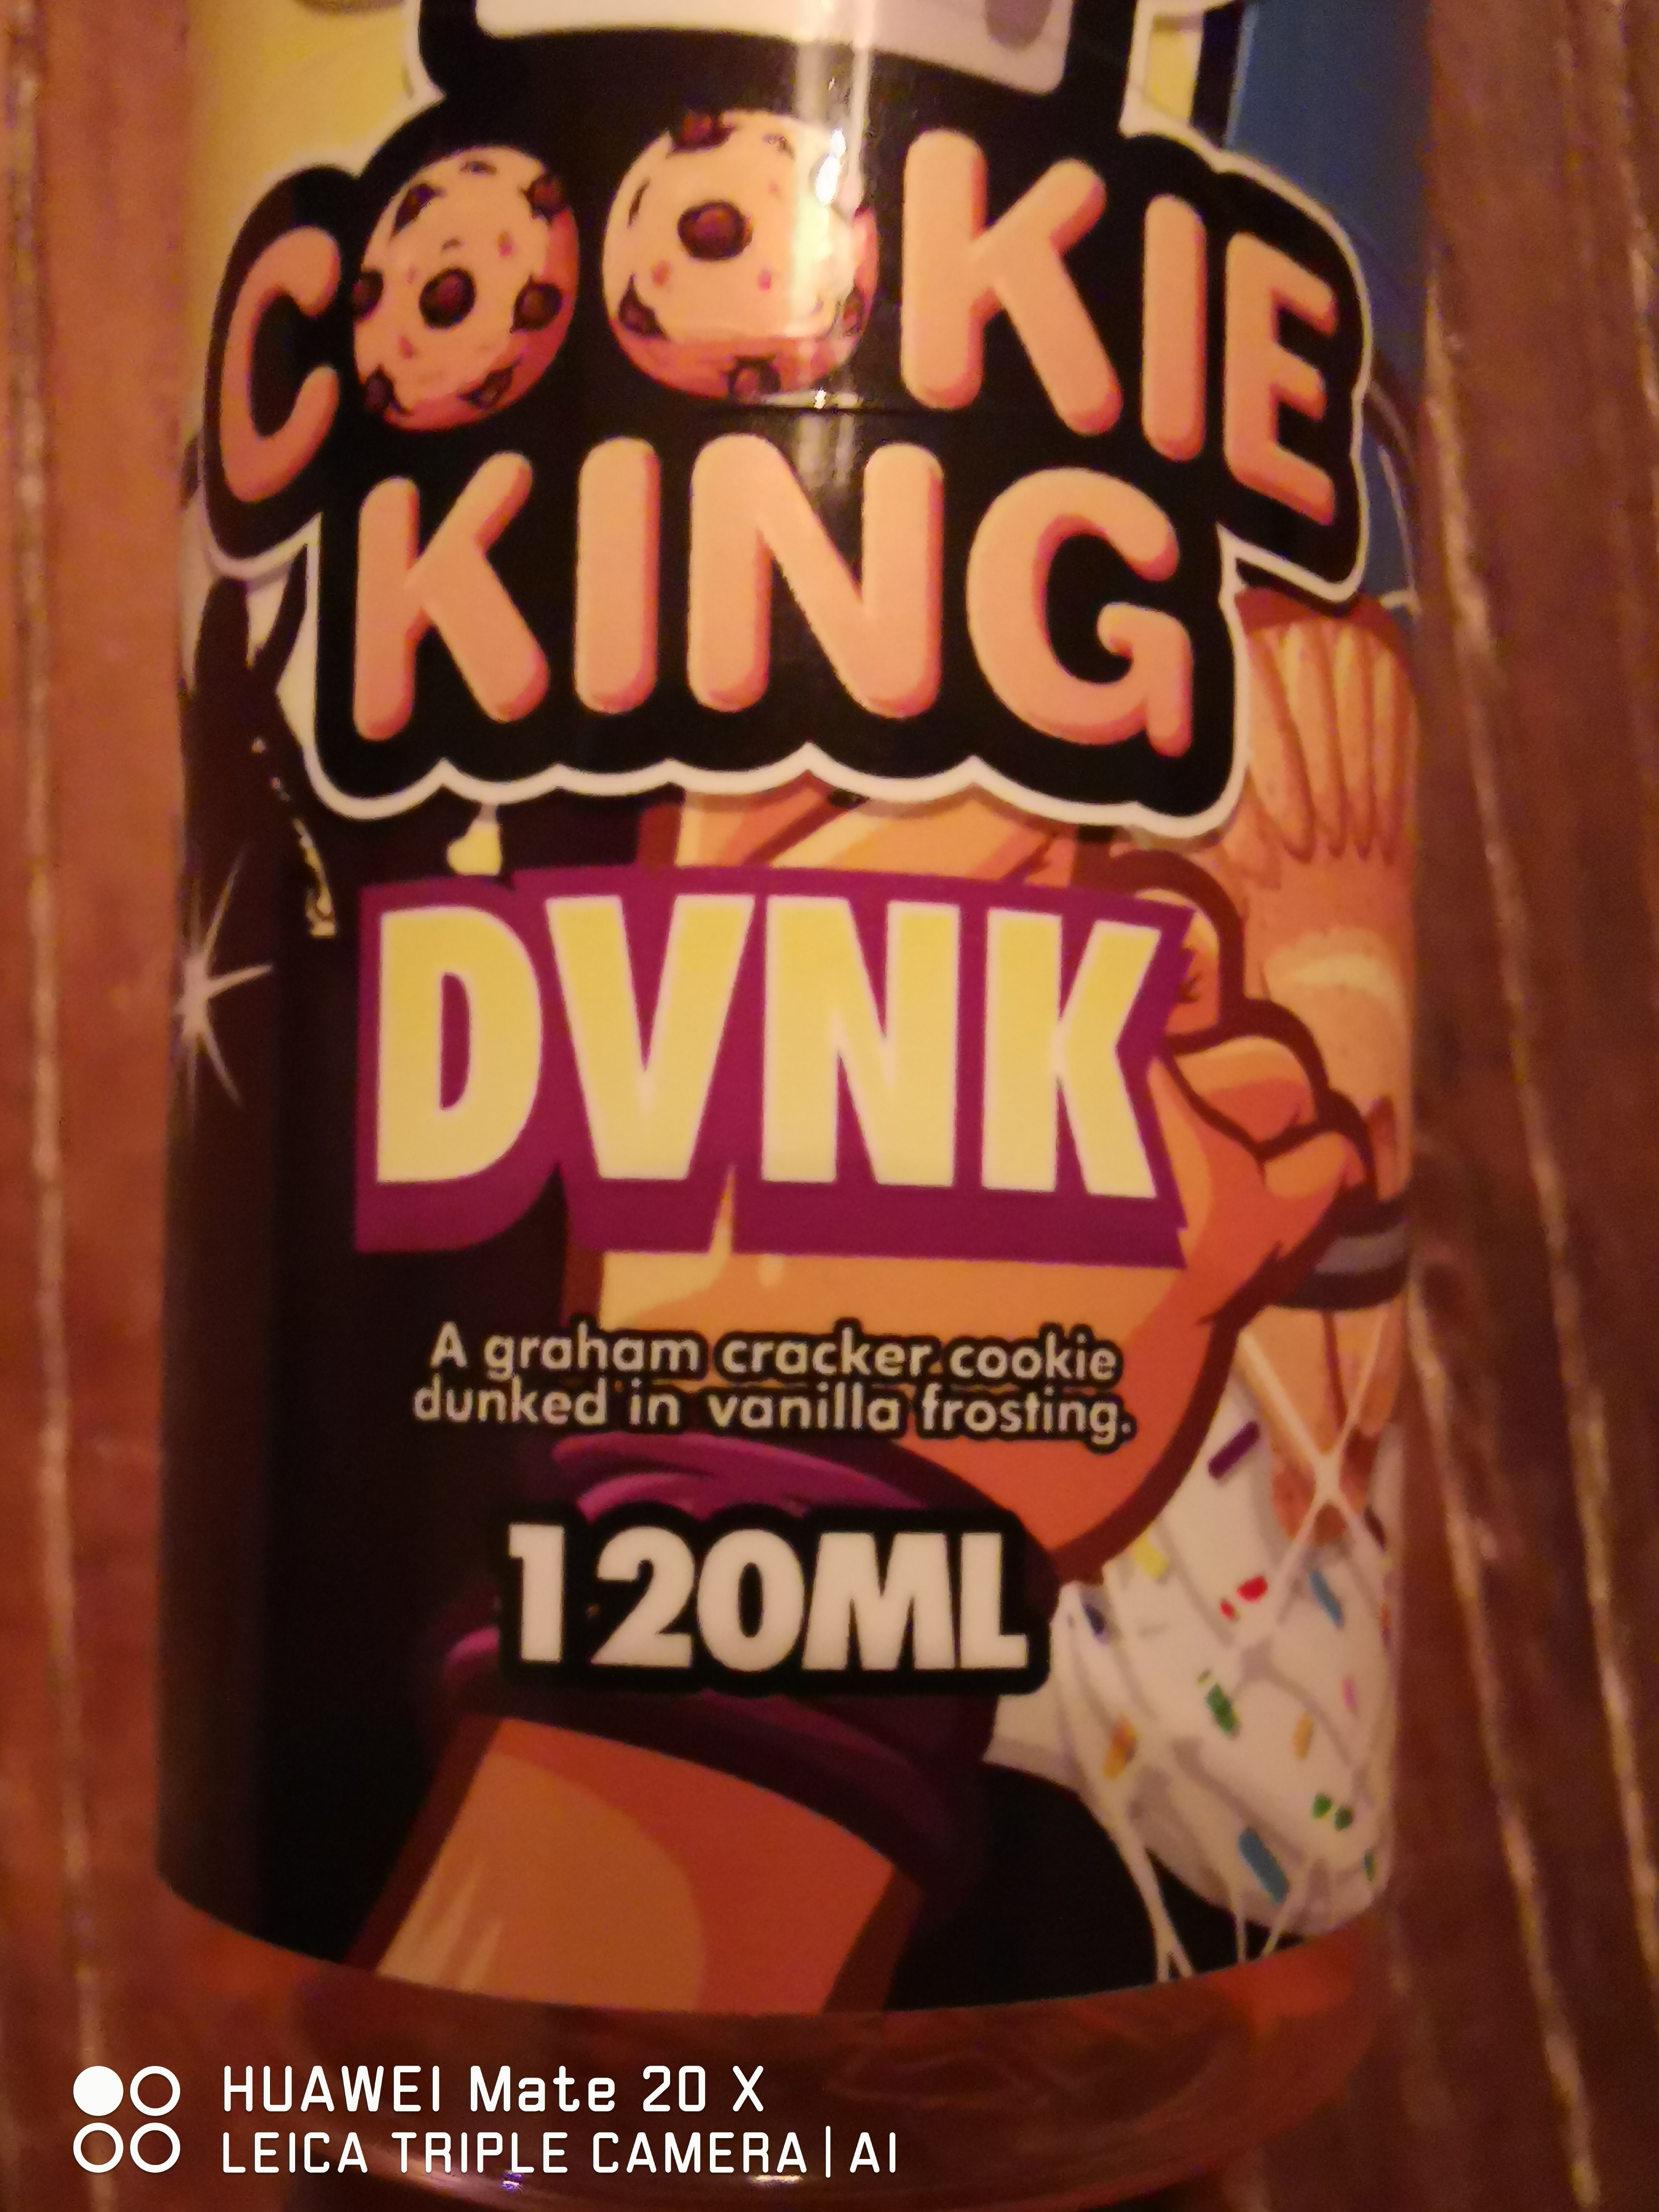 COOKIE
KING
DVNK
A graham cracker cookie
dunked in vanilla frosting.
120ML
HUAWEI Mate 20 X
LEICA TRIPLE CAMERA | AI